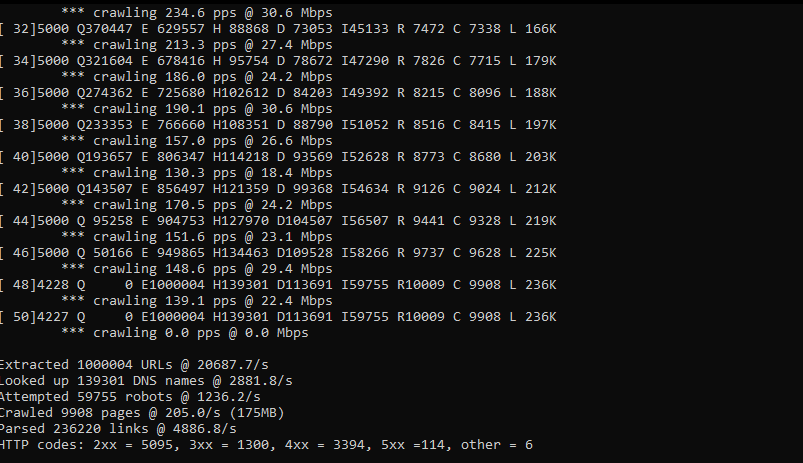 *** crawling 234.6 pps @ 30.6 Mbps
[ 32]5000 Q370447 E 629557 H 88868 D 73053 I45133 R 7472 C 7338 L 166K
*** crawling 213.3 pps @ 27.4 Mbps
[ 34]5000 Q321604 E 678416 H 95754 D 78672 I47290 R 7826 C 7715 L 179K
*** crawling 186.0 pps @ 24.2 Mbps
[ 36]5000 Q274362 E 725680 H102612 D 84203 I49392 R 8215 C 8096 L 188K
*** crawling 190.1 pps @ 30.6 Mbps
[ 38]5000 Q233353 E 766660 H108351 D 88790 I51052 R 8516 C 8415 L 197K
*** crawling 157.0 pps @ 26.6 Mbps
[ 40]5000 Q193657 E 806347 H114218 D 93569 I52628 R 8773 C 8680 L 203K
*** crawling 130.3 pps @ 18.4 Mbps
[ 42]5000 Q143507 E 856497 H121359 D 99368 I54634 R 9126 C 9024 L 212K
*** crawling 170.5 pps @ 24.2 Mbps
[ 44]5000 Q 95258 E 904753 H127970 D104507 I56507 R 9441 C 9328 L 219K
*** crawling 151.6 pps @ 23.1 Mbps
[ 46]5000 Q 50166 E 949865 H134463 D109528 I58266 R 9737 C 9628 L 225K
*** crawling 148.6 pps @ 29.4 Mbps
[ 48]4228 Q      0 E1000004 H139301 D113691 I59755 R10009 C 9908 L 236K
*** crawling 139.1 pps @ 22.4 Mbps
[ 50]4227 Q      0 E1000004 H139301 D113691 I59755 R10009 C 9908 L 236K
*** crawling 0.0 pps @ 0.0 Mbps
Extracted 1000004 URLs @ 20687.7/s
Looked up 139301 DNS names @ 2881.8/s
Attempted 59755 robots @ 1236.2/s
Crawled 9908 pages @ 205.0/s (175MB)
Parsed 236220 links @ 4886.8/s
HTTP codes: 2xx = 5095, 3xx = 1300, 4xx = 3394, 5xx =114, other = 6